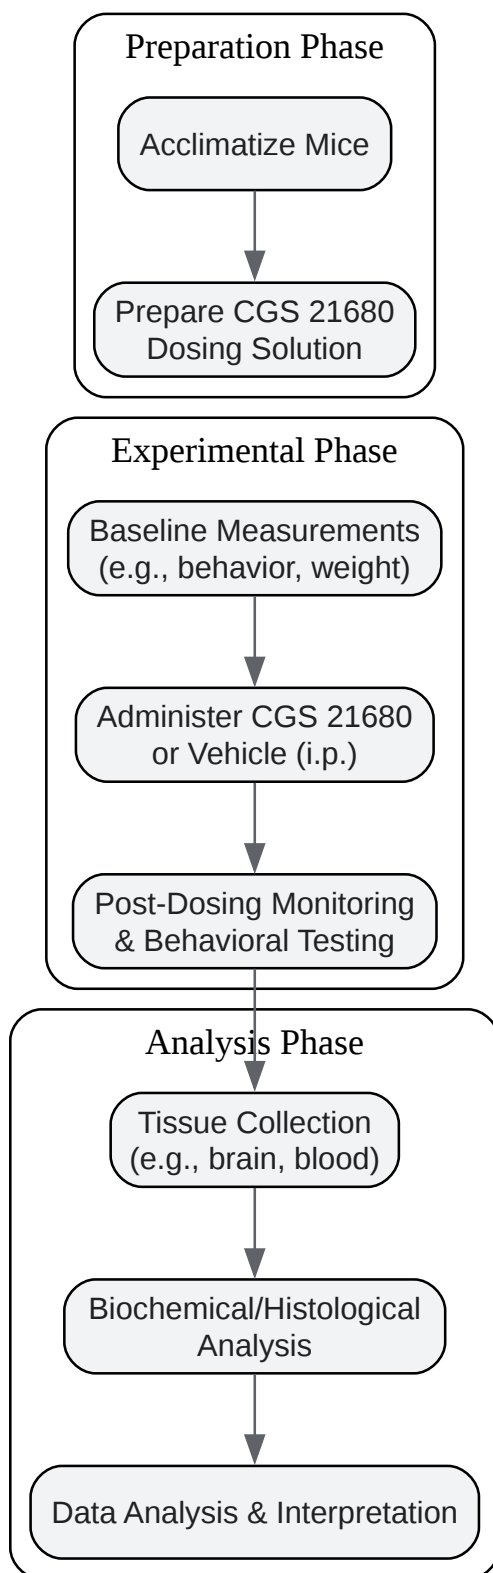 Preparation Phase
Acclimatize Mice
Prepare CGS 21680
Dosing Solution
Experimental Phase
Baseline Measurements
(e.g., behavior, weight)
Administer CGS 21680
or Vehicle (i.p.)
Post-Dosing Monitoring
& Behavioral Testing
Analysis Phase
Tissue Collection
(e.g., brain, blood)
Biochemical/Histological
Analysis
Data Analysis & Interpretation